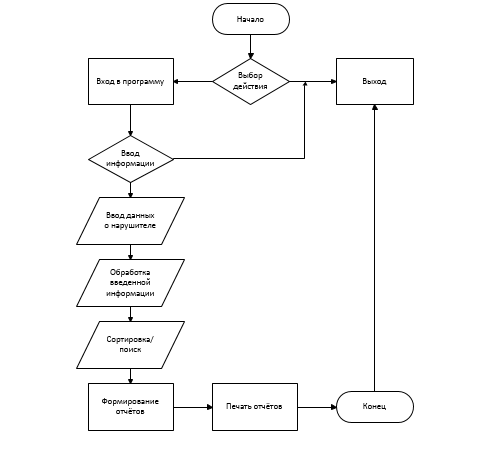 Начало
Вход в программу
Выбор
действия
Выход
Ввод
информации
Ввод данных
о нарушителе
Обработка
введенной
информации
Сортировка/
поиск
Формирование
отчётов
Печать отчётов
Конец